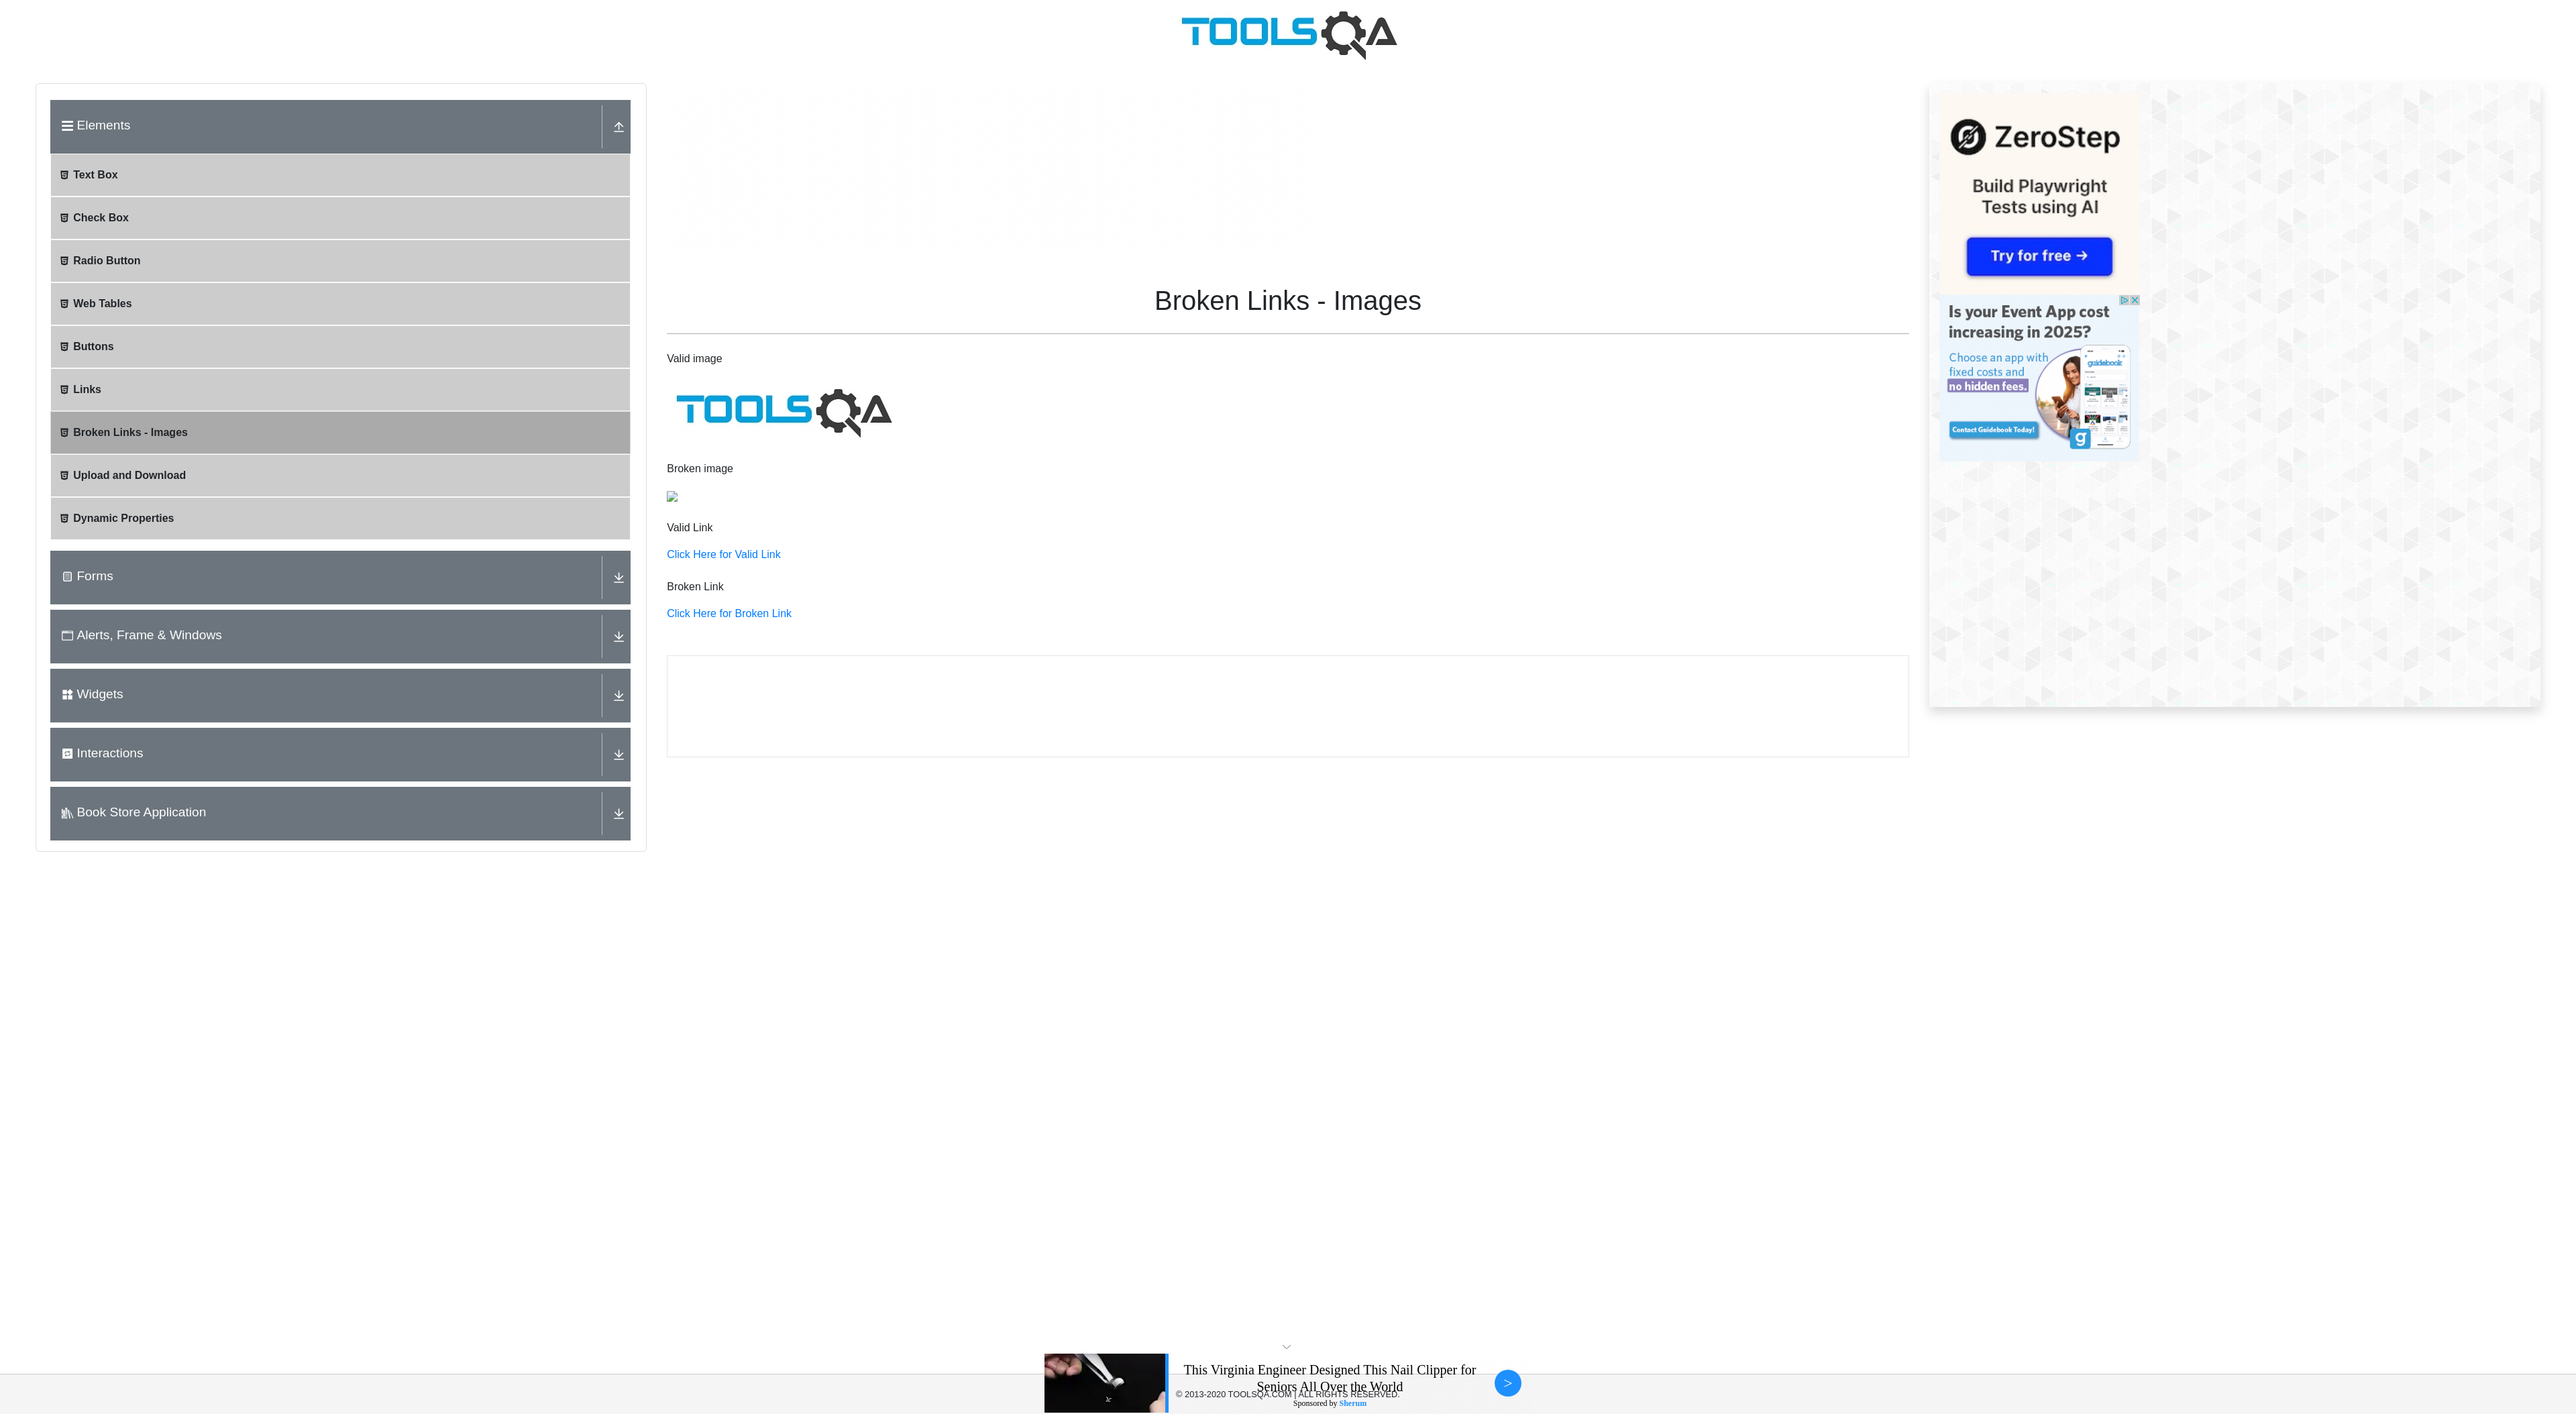 TOOLSQA
Elements
Text Box
Check Box
Radio Button
Web Tables
Buttons
Links
Broken Links - Images
Upload and Download
Dynamic Properties
Forms
Alerts, Frame & Windows
Widgets
Interactions
Book Store Application
Broken Links - Images
Valid image
TOOLSQA
Broken image
Valid Link
Click Here for Valid Link
Broken Link
Click Here for Broken Link
ZeroStep
Build Playwright
Tests using AI
Try for free →
Is your Event App cost
increasing in 2025?
Choose an app with
fixed costs and
no hidden fees.
guidebook
Contact Guidebook Today!
g
This Virginia Engineer Designed This Nail Clipper for
Seniors All Over the World
© 2013-2020 TOOLSQA.COM | ALL RIGHTS RESERVED.
Sponsored by Sherum
>